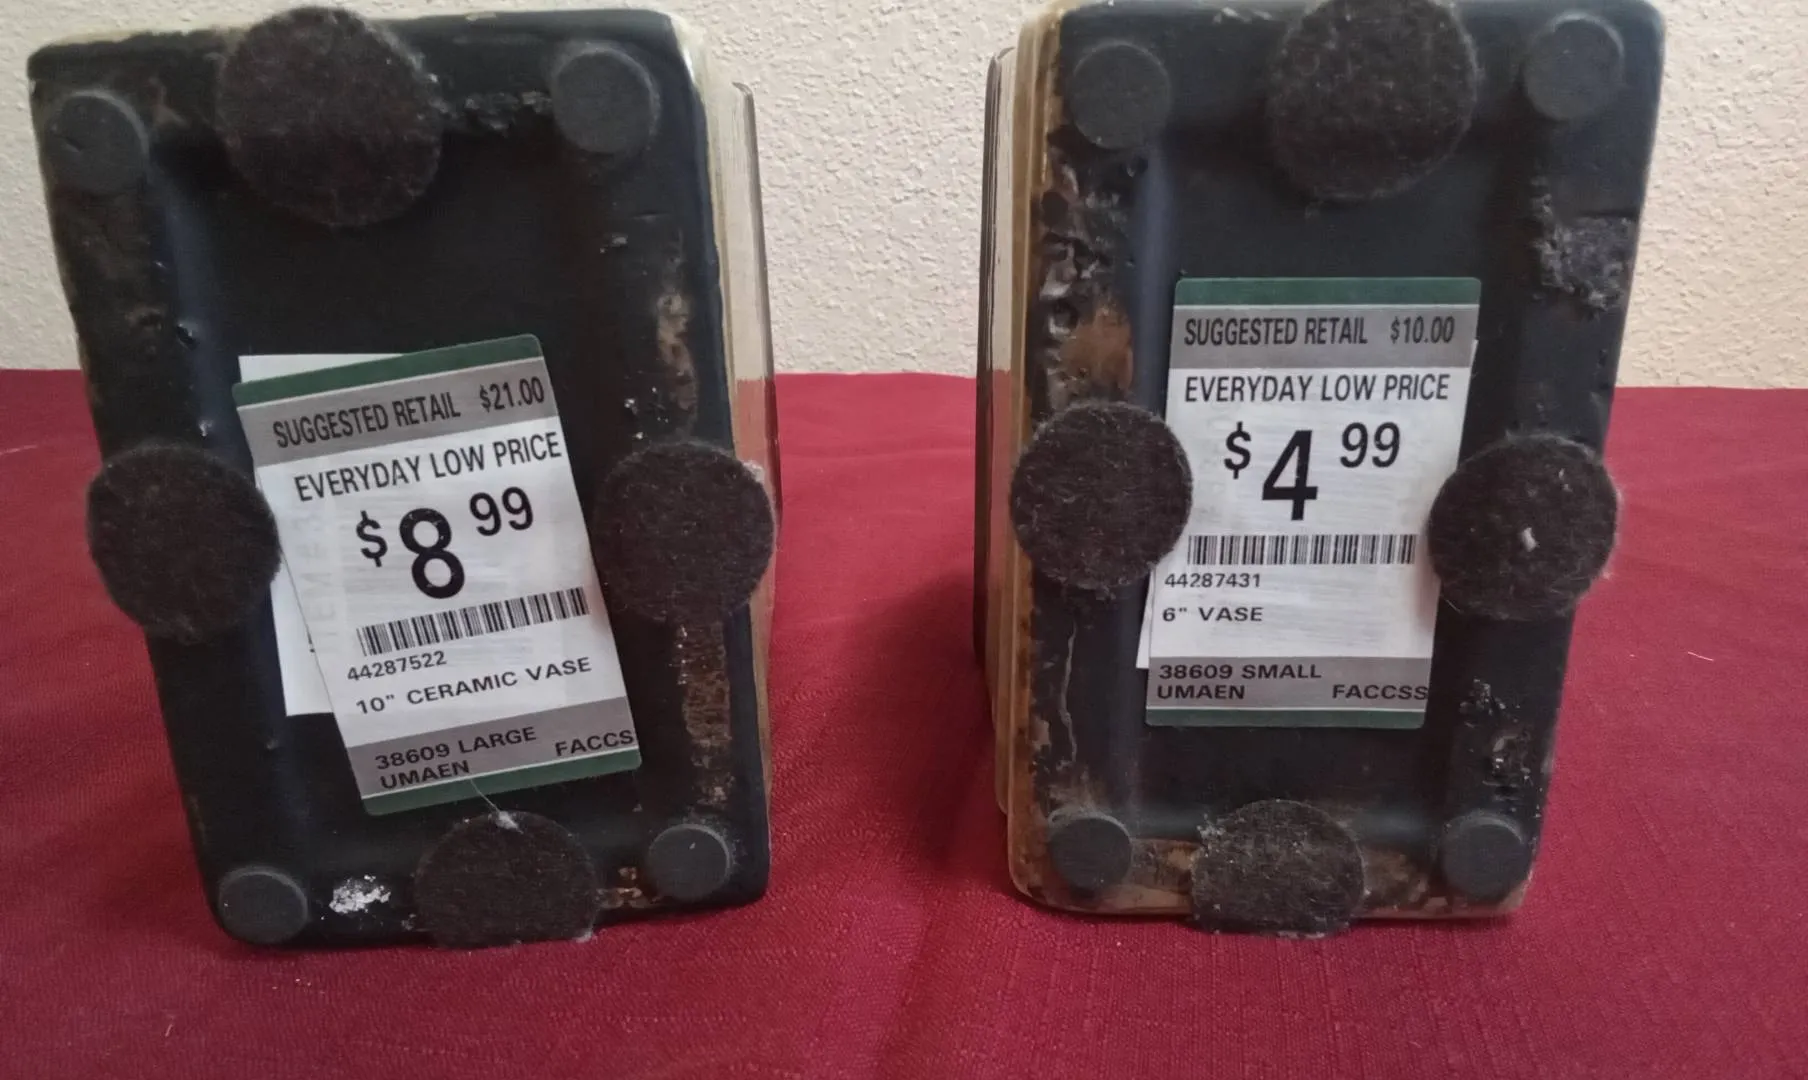 SUGGESTED RETAIL $21.00
EVERYDAY LOW PRICE
$8 99
44287522
10" CERAMIC VASE
38609 LARGE
UMAEN FACCS
SUGGESTED RETAIL $10.00
EVERYDAY LOW PRICE
$4 99
44287431
6" VASE
38609 SMALL
UMAEN FACCSS